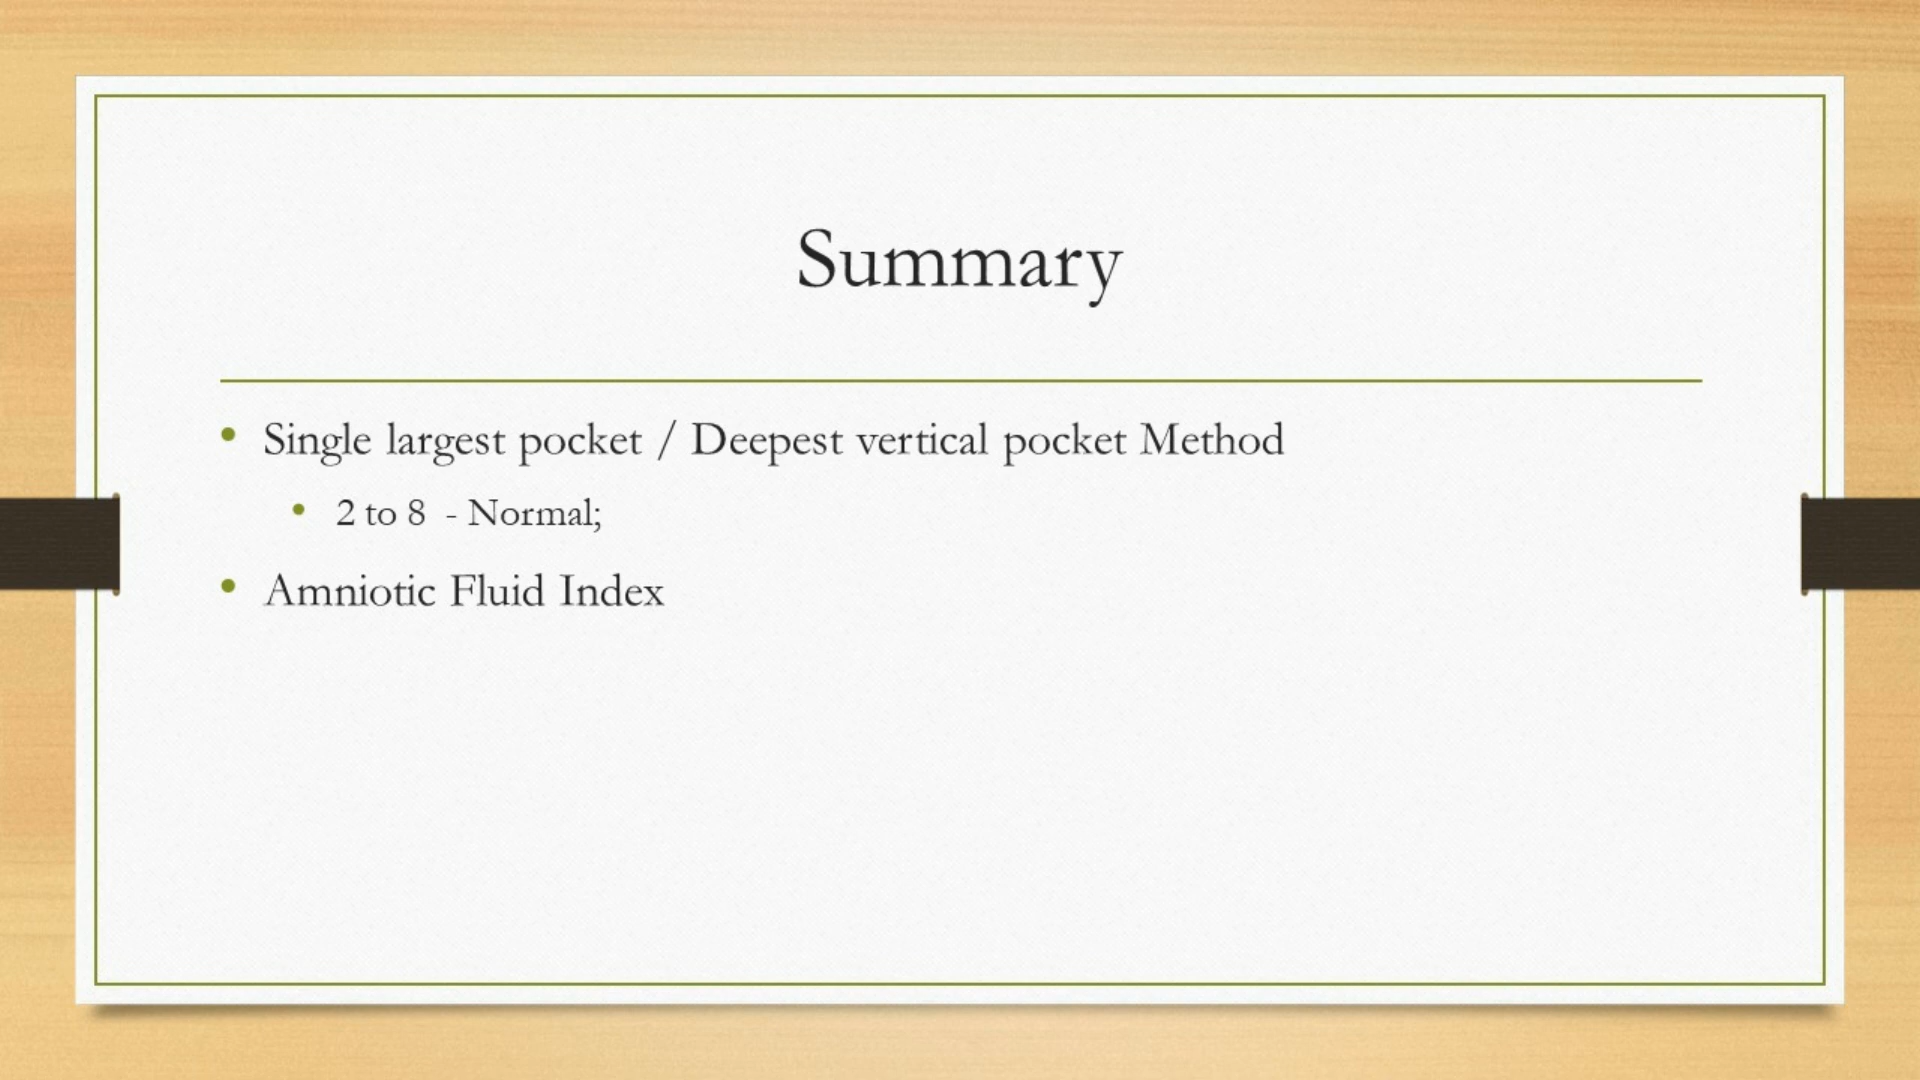 Summary
Single largest pocket / Deepest vertical pocket Method
2 to 8 - Normal;
Amniotic Fluid Index